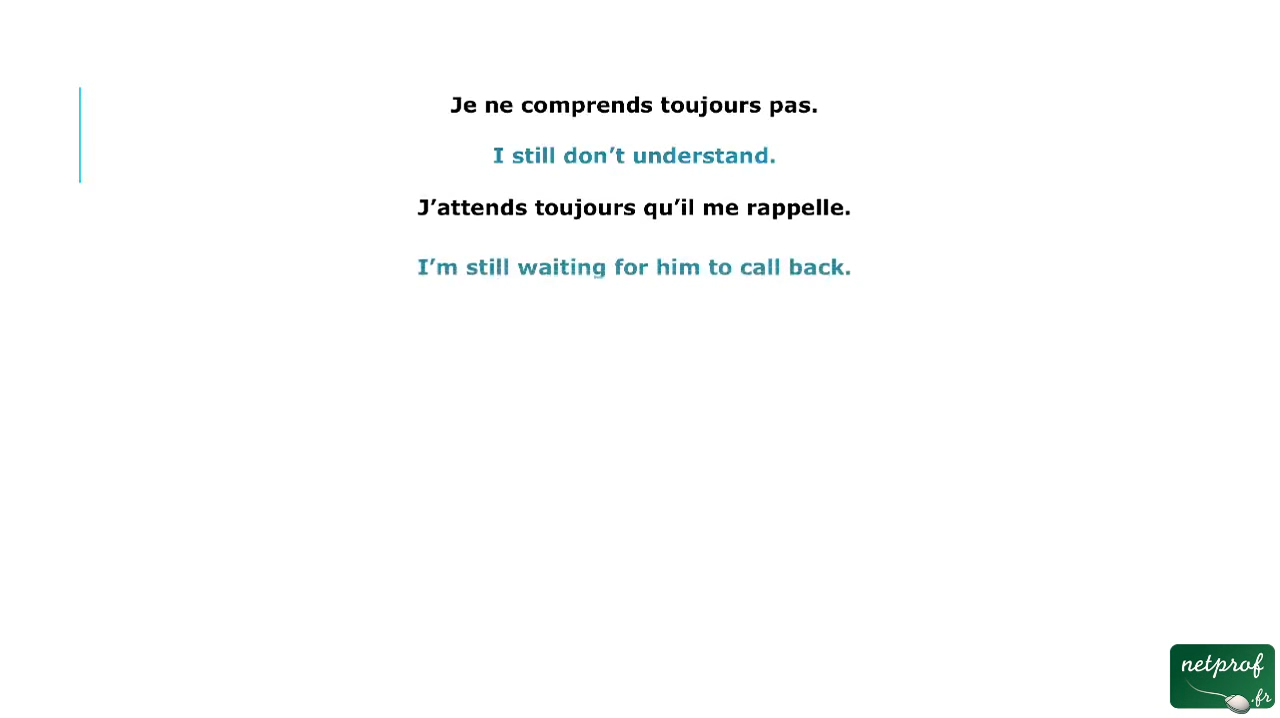 Je ne comprends toujours pas.
I still don’t understand.
J’attends toujours qu’il me rappelle.
I’m still waiting for him to call back.
netprof
.fr